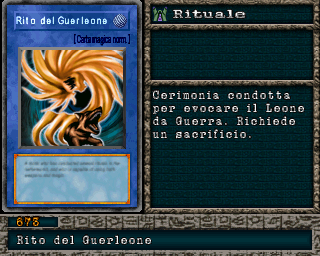 Rito del Guerleone
[Carta magica norm.]
Rituale
Cerimonia condotta
per evocare il Leone
da Guerra. Richiede
un sacrificio.
673
Rito del Guerleone